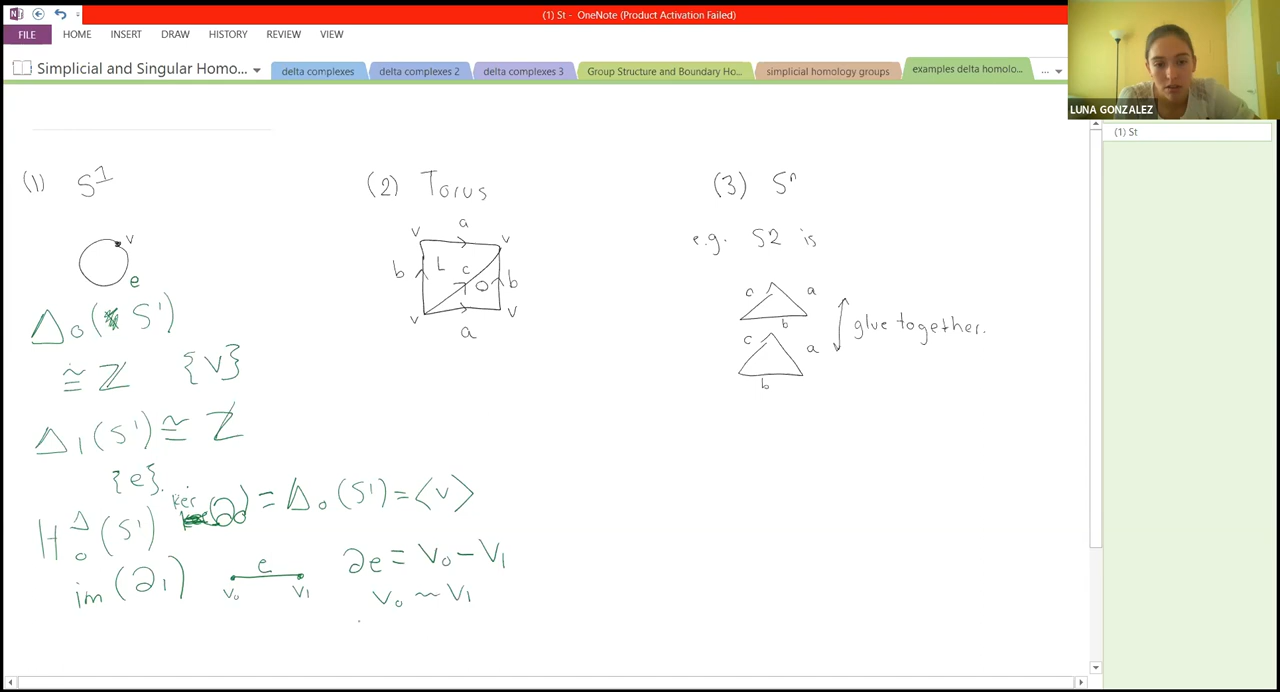 (1) St - OneNote (Product Activation Failed)
FILE HOME INSERT DRAW HISTORY REVIEW VIEW
Simplicial and Singular Homo...
delta complexes
delta complexes 2
delta complexes 3
Group Structure and Boundary Ho...
simplicial homology groups
examples delta homolo...
...
LUNA GONZALEZ
(1) St
(1) S¹
v
e
Δ₀(S¹)
≅ ℤ {v}
Δ₁(S¹) ≅ ℤ
{e}.
H₀^Δ(S¹) ker(∂₀) = Δ₀(S¹) = <v>
im(∂₁)
e
v₀ v₁
∂e = v₀ - v₁
v₀ ~ v₁
(2) Torus
a
v v
b L c b
U
v v
a
(3) Sⁿ
e.g. S2 is
c a
b
c a
b
glue together.